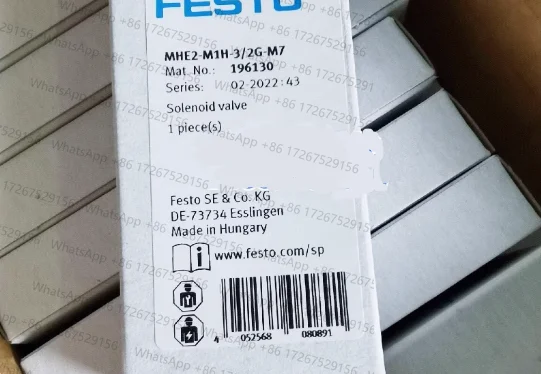 FESTO
MHE2-M1H-3/2G-M7
Mat. No.: 196130
Series: 02-2022:43
Solenoid valve
1 piece(s)
Festo SE & Co. KG
DE-73734 Esslingen
Made in Hungary
www.festo.com/sp
4 052568 080891
WhatsApp +86 17267529156